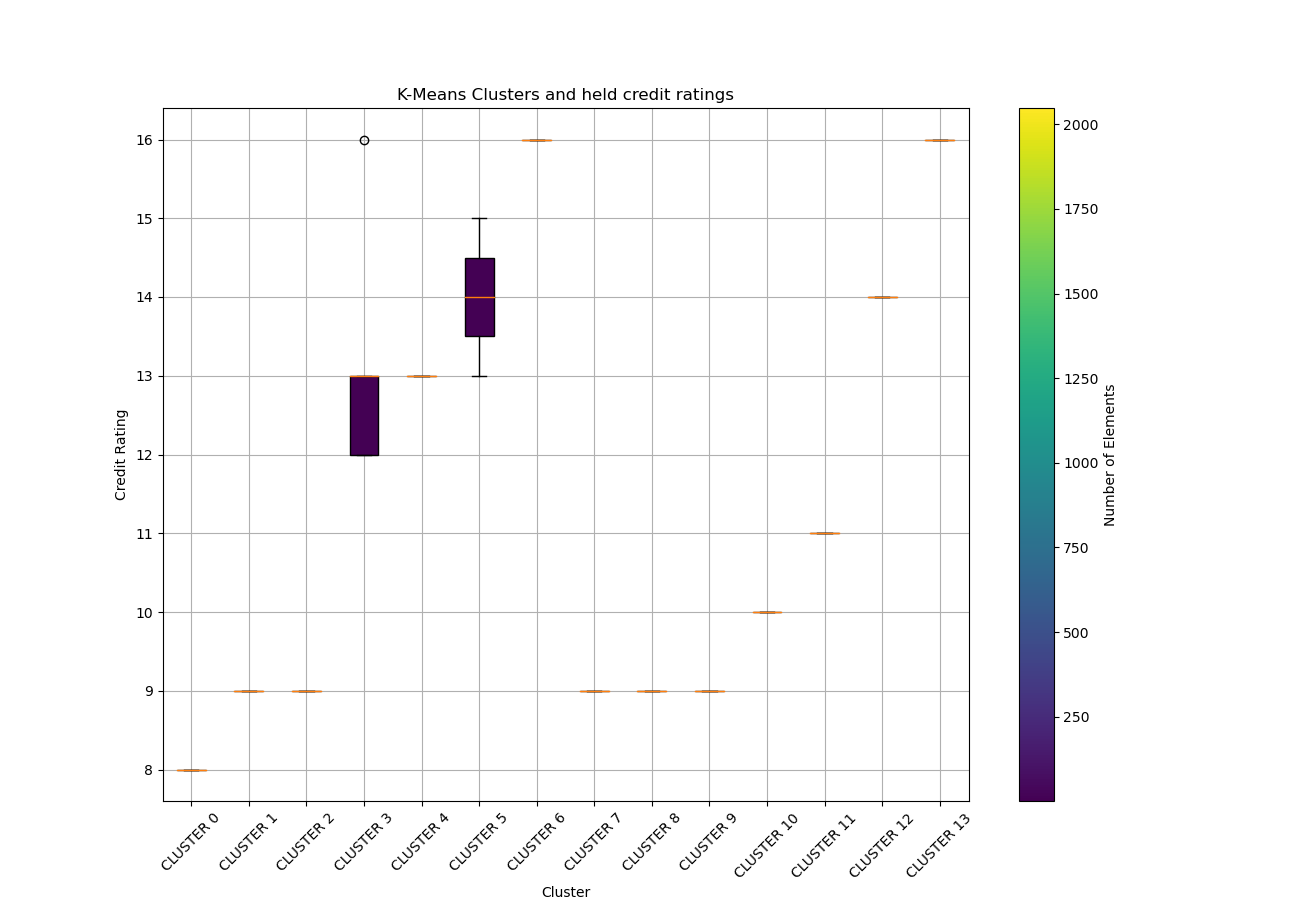 K-Means Clusters and held credit ratings
16
15
14
13
12
11
10
9
8
Credit Rating
CLUSTER 0
CLUSTER 1
CLUSTER 2
CLUSTER 3
CLUSTER 4
CLUSTER 5
CLUSTER 6
CLUSTER 7
CLUSTER 8
CLUSTER 9
CLUSTER 10
CLUSTER 11
CLUSTER 12
CLUSTER 13
Cluster
2000
1750
1500
1250
1000
750
500
250
Number of Elements